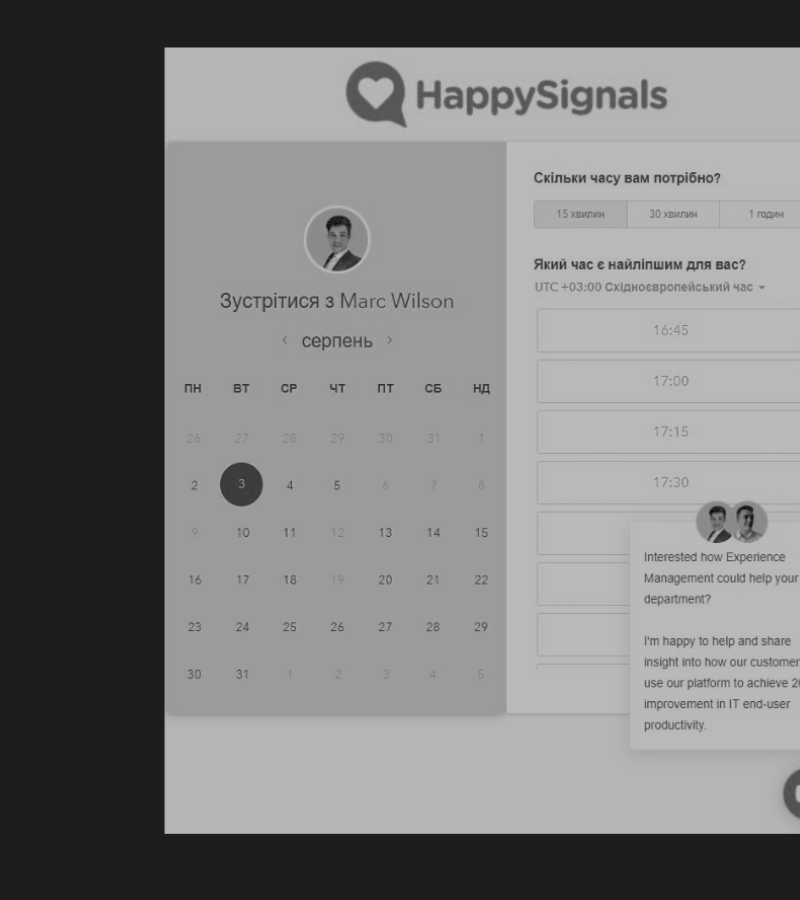 HappySignals
Зустрітися з Marc Wilson
серпень
ПН ВТ СР ЧТ ПТ СБ НД
26 27 28 29 30 31 1
2 3 4 5 6 7 8
9 10 11 12 13 14 15
16 17 18 19 20 21 22
23 24 25 26 27 28 29
30 31 1 2 3 4 5
Скільки часу вам потрібно?
15 хвилин 30 хвилин 1 годин
Який час є найліпшим для вас?
UTC +03:00 Східноєвропейський час
16:45
17:00
17:15
17:30
Interested how Experience
Management could help your
department?
I'm happy to help and share
insight into how our customer
use our platform to achieve
improvement in IT end-user
productivity.